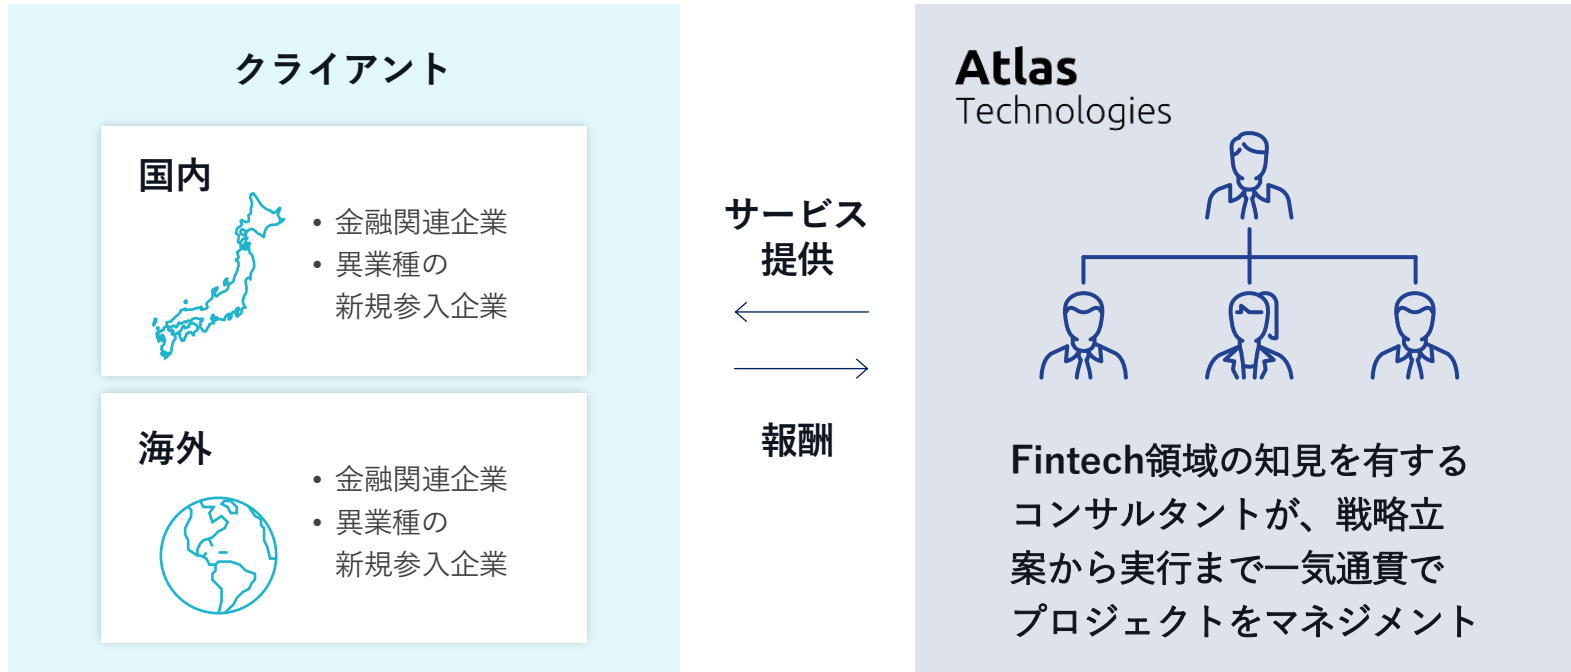 クライアント
国内
• 金融関連企業
• 異業種の
新規参入企業
海外
• 金融関連企業
• 異業種の
新規参入企業
サービス
提供
報酬
Atlas
Technologies
Fintech領域の知見を有する
コンサルタントが、戦略立
案から実行まで一気通貫で
プロジェクトをマネジメント